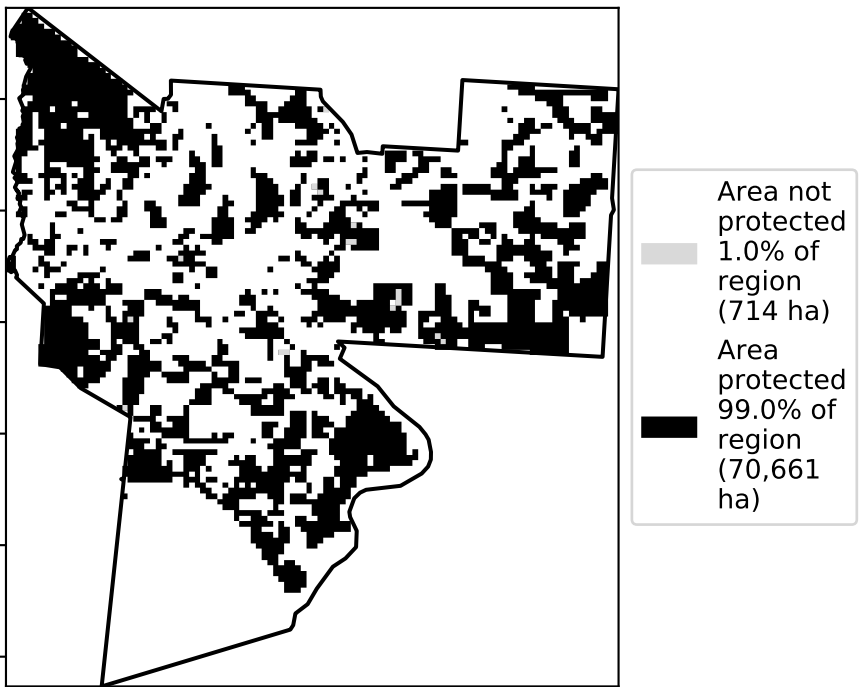 Area not
protected
1.0% of
region
(714 ha)
Area
protected
99.0% of
region
(70,661
ha)